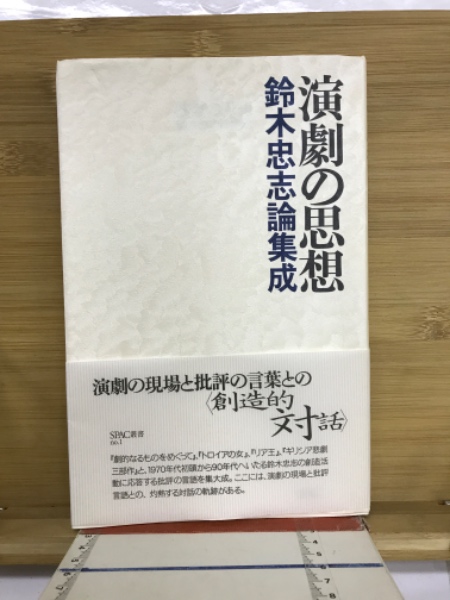 演劇の思想
鈴木忠志論集成
演劇の現場と批評の言葉との
〈創造的
対話〉
SPAC叢書
no.1
『劇的なるものをめぐって』、『トロイアの女』、『リア王』、『ギリシア悲劇
三部作』と、1970年代初頭から90年代へいたる鈴木忠志の創造活
動に応答する批評の言語を集大成。ここには、演劇の現場と批評
言語との、灼熱する対話の軌跡がある。